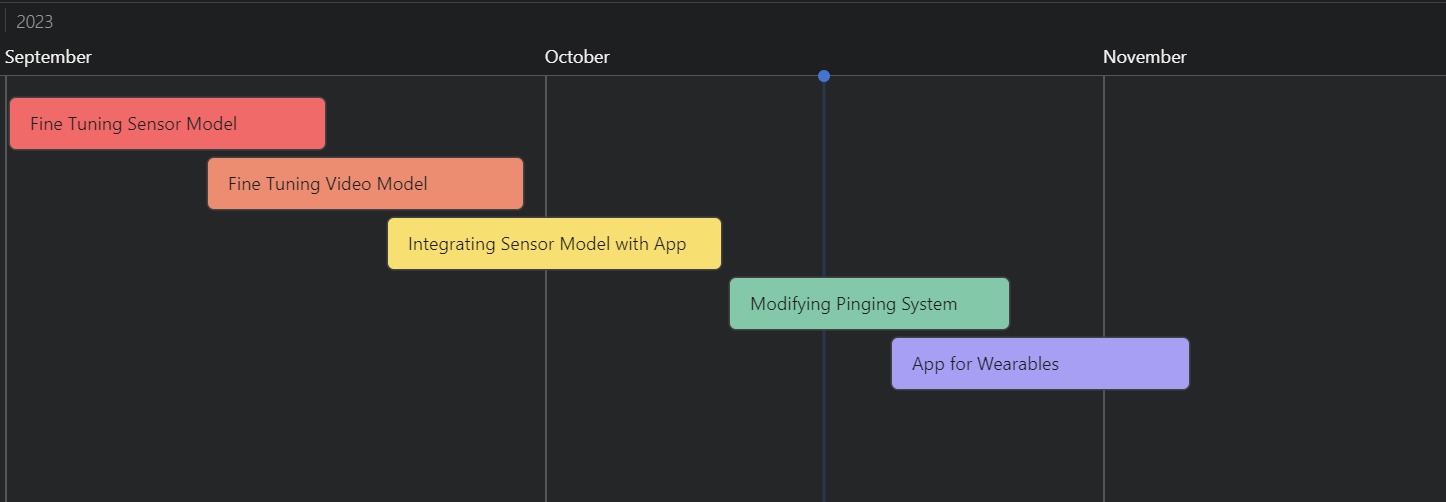 2023
September
October
November
Fine Tuning Sensor Model
Fine Tuning Video Model
Integrating Sensor Model with App
Modifying Pinging System
App for Wearables